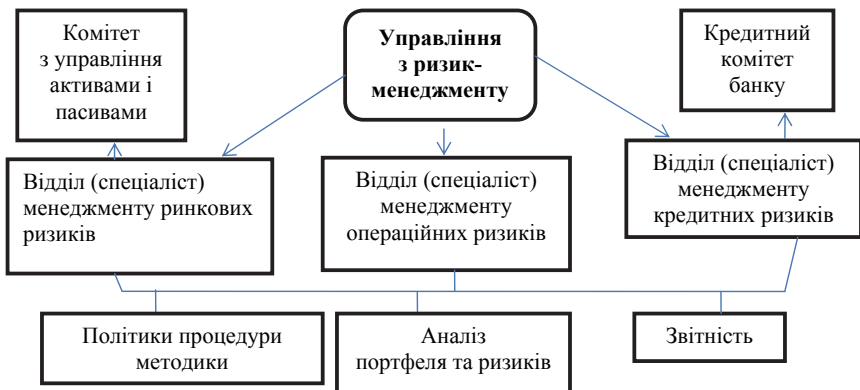 Комітет
з управління
активами і
пасивами
Управління
з ризик-
менеджменту
Кредитний
комітет
банку
Відділ (спеціаліст)
менеджменту ринкових
ризиків
Відділ (спеціаліст)
менеджменту
операційних ризиків
Відділ (спеціаліст)
менеджменту
кредитних ризиків
Політики процедури
методики
Аналіз
портфеля та ризиків
Звітність